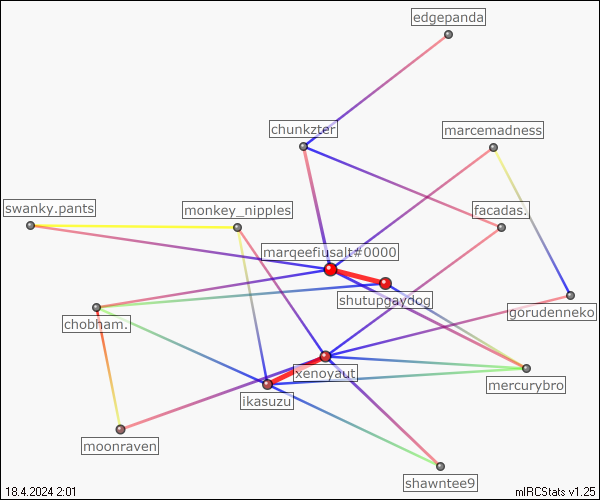 edgepanda
chunkzter
marcemadness
swanky.pants
monkey_nipples
facadas.
marqeefiusalt#0000
shutupgaydog
gorudenneko
chobham.
xenoyaut
mercurybro
ikasuzu
moonraven
shawntee9
18.4.2024 2:01
mIRCStats v1.25